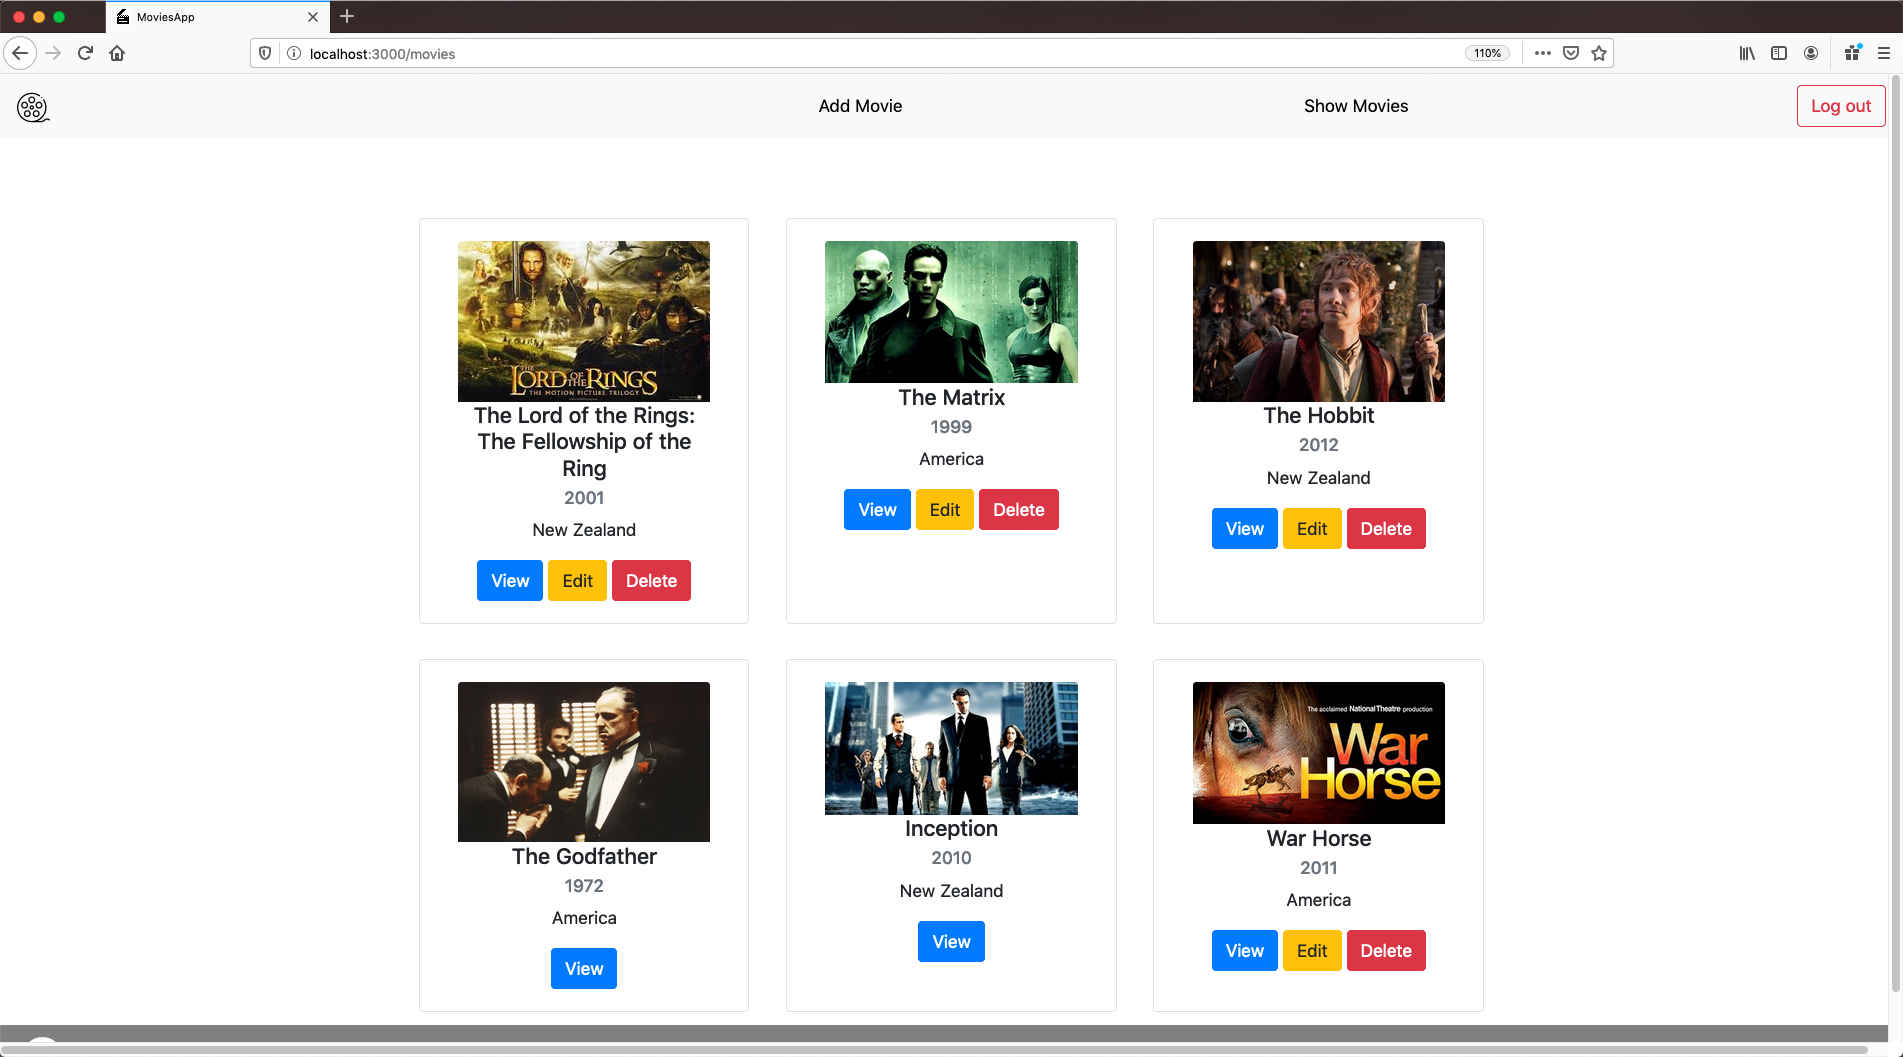 MoviesApp
localhost:3000/movies
110%
Add Movie
Show Movies
Log out
THE LORD OF THE RINGS
THE MOTION PICTURE TRILOGY
The Lord of the Rings:
The Fellowship of the
Ring
2001
New Zealand
View Edit Delete
The Matrix
1999
America
View Edit Delete
The Hobbit
2012
New Zealand
View Edit Delete
The Godfather
1972
America
View
Inception
2010
New Zealand
View
The acclaimed National Theatre production
War
Horse
War Horse
2011
America
View Edit Delete